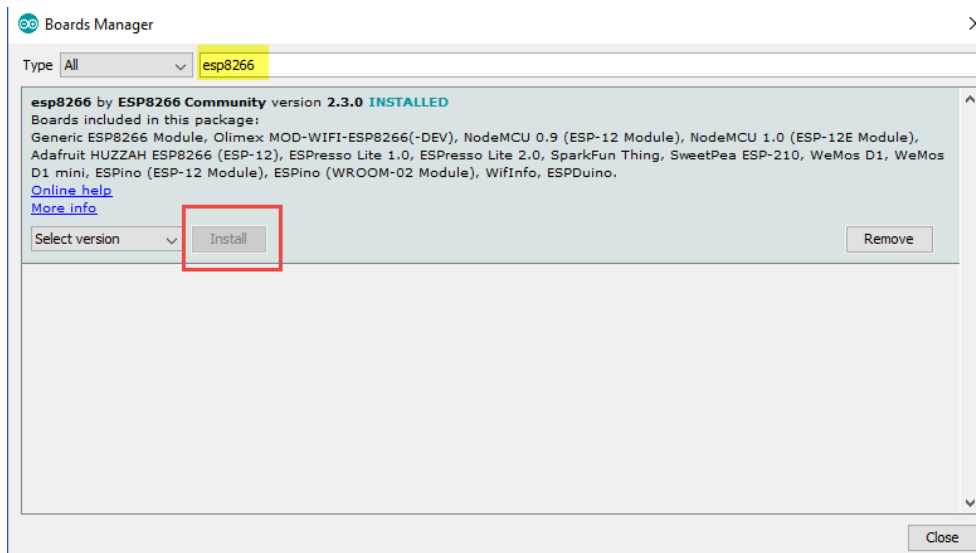 Boards Manager
Type All esp8266
esp8266 by ESP8266 Community version 2.3.0 INSTALLED
Boards included in this package:
Generic ESP8266 Module, Olimex MOD-WIFI-ESP8266(-DEV), NodeMCU 0.9 (ESP-12 Module), NodeMCU 1.0 (ESP-12E Module),
Adafruit HUZZAH ESP8266 (ESP-12), ESPresso Lite 1.0, ESPresso Lite 2.0, SparkFun Thing, SweetPea ESP-210, WeMos D1, WeMos
D1 mini, ESPino (ESP-12 Module), ESPino (WROOM-02 Module), WifInfo, ESPDuino.
Online help
More info
Select version Install Remove
Close